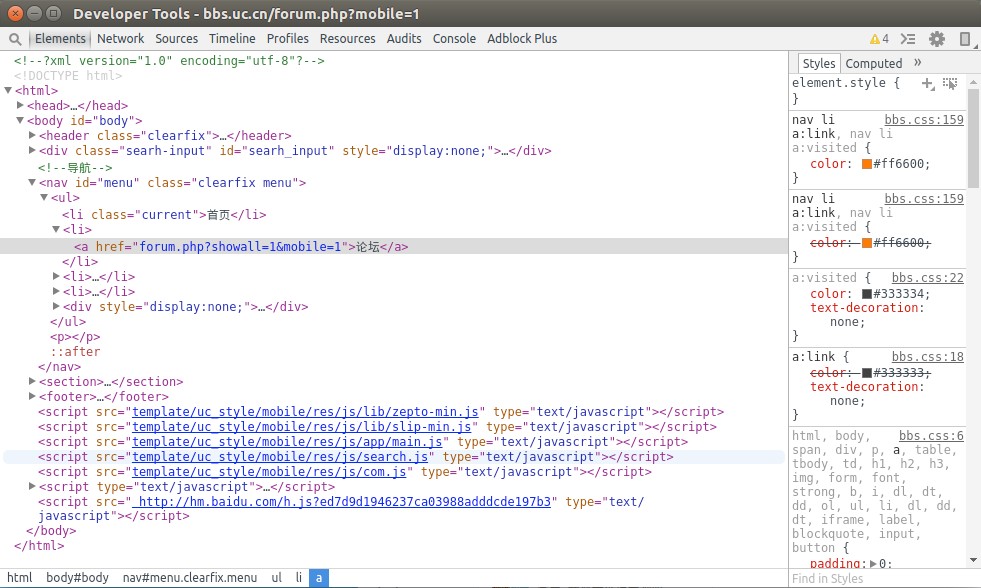 Developer Tools - bbs.uc.cn/forum.php?mobile=1
Elements Network Sources Timeline Profiles Resources Audits Console Adblock Plus 4
<!--?xml version="1.0" encoding="utf-8"?-->
<!DOCTYPE html>
<html>
<head>…</head>
<body id="body">
<header class="clearfix">…</header>
<div class="searh-input" id="searh_input" style="display:none;">…</div>
<!--导航-->
<nav id="menu" class="clearfix menu">
<ul>
<li class="current">首页</li>
<li>
<a href="forum.php?showall=1&mobile=1">论坛</a>
</li>
<li>…</li>
<li>…</li>
<div style="display:none;">…</div>
</ul>
<p></p>
::after
</nav>
<section>…</section>
<footer>…</footer>
<script src="template/uc_style/mobile/res/js/lib/zepto-min.js" type="text/javascript"></script>
<script src="template/uc_style/mobile/res/js/lib/slip-min.js" type="text/javascript"></script>
<script src="template/uc_style/mobile/res/js/app/main.js" type="text/javascript"></script>
<script src="template/uc_style/mobile/res/js/search.js" type="text/javascript"></script>
<script src="template/uc_style/mobile/res/js/com.js" type="text/javascript"></script>
<script type="text/javascript">…</script>
<script src=" http://hm.baidu.com/h.js?ed7d9d1946237ca03988adddcde197b3" type="text/
javascript"></script>
</body>
</html>
html body#body nav#menu.clearfix.menu ul li a
Styles Computed »
element.style {
}
nav li bbs.css:159
a:link, nav li
a:visited {
color: #ff6600;
}
nav li bbs.css:159
a:link, nav li
a:visited {
color: #ff6600;
}
a:visited { bbs.css:22
color: #333334;
text-decoration:
none;
}
a:link { bbs.css:18
color: #333333;
text-decoration:
none;
}
html, body, bbs.css:6
span, div, p, a, table,
tbody, td, h1, h2, h3,
img, form, font,
strong, b, i, dl, dt,
dd, ol, ul, li, dl, dd,
dt, iframe, label,
blockquote, input,
button {
padding: 0;
Find in Styles